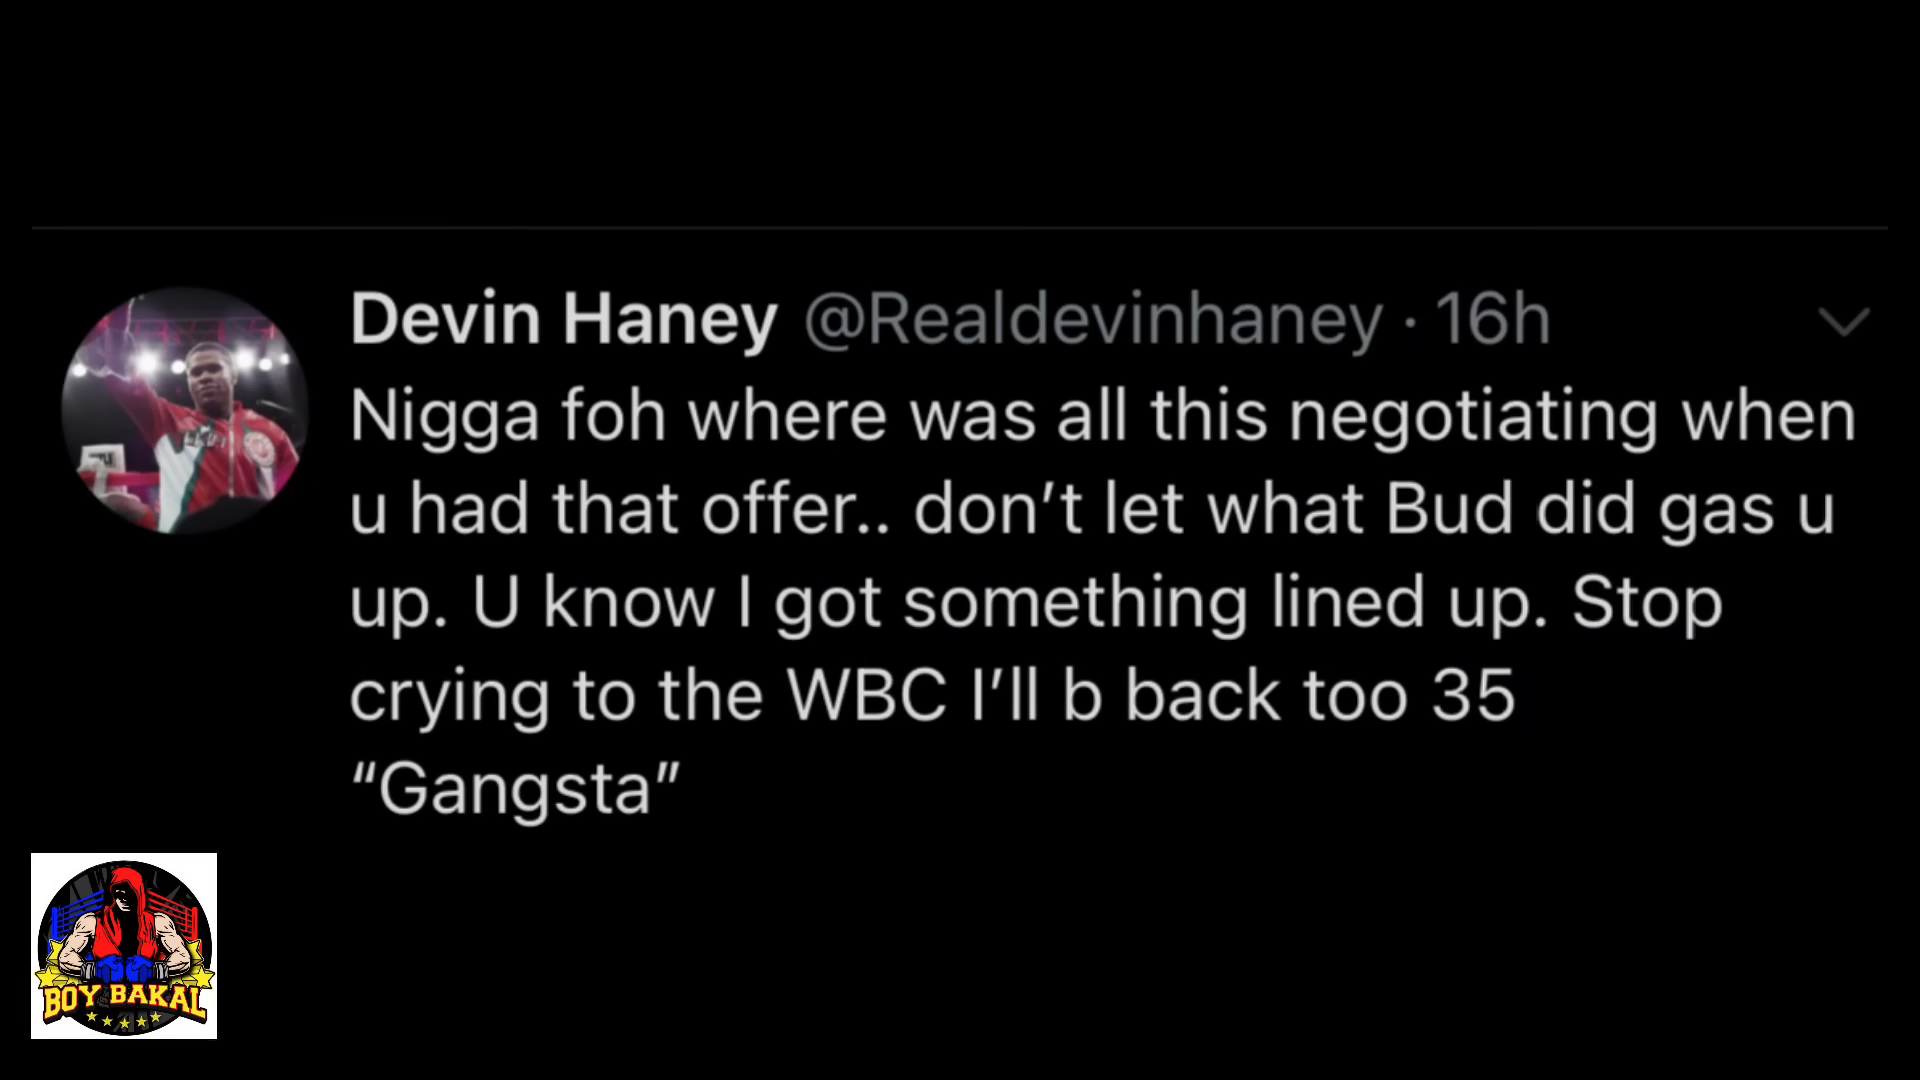 Devin Haney @Realdevinhaney · 16h
Nigga foh where was all this negotiating when
u had that offer.. don’t let what Bud did gas u
up. U know I got something lined up. Stop
crying to the WBC I’ll b back too 35
“Gangsta”
BOY BAKAL